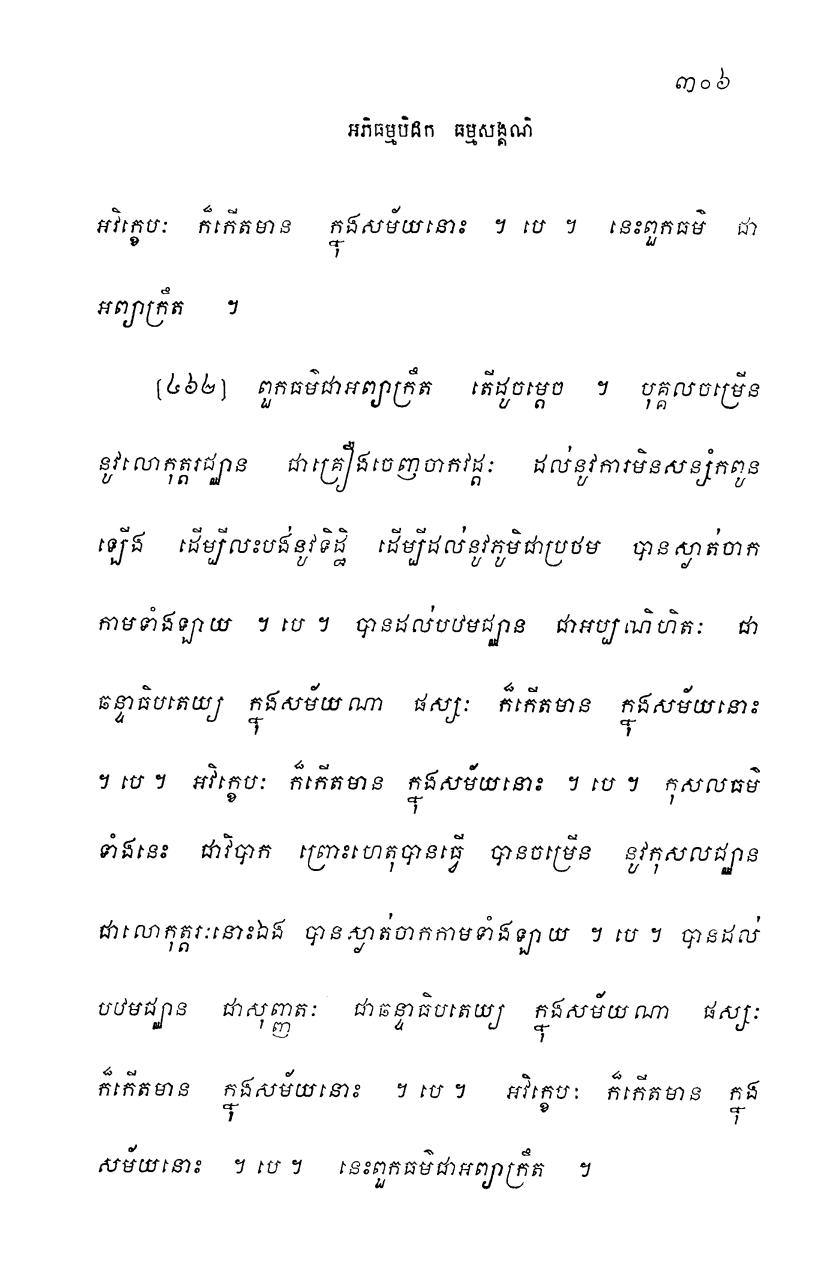 ៣០៦
អភិធម្មបិដក ធម្មសង្គណិ
អវិក្ខេបៈ ក៏កើតមាន ក្នុងសម័យនោះ ។ បេ ។ នេះពួកធម៌ ជា
អព្យាក្រឹត ។
[៤៦២] ពួកធម៌ជាអព្យាក្រឹត តើដូចម្តេច ។ បុគ្គលចម្រើន
នូវលោកុត្តរជ្ឈាន ជាគ្រឿងចេញចាកវដ្តៈ ដល់នូវការមិនសន្សំកពូន
ឡើង ដើម្បីលះបង់នូវទិដ្ឋិ ដើម្បីដល់នូវភូមិជាប្រថម បានស្ងាត់ចាក
កាមទាំងឡាយ ។ បេ ។ បានដល់បឋមជ្ឈាន ជាអប្បណិហិតៈ ជា
ឆន្ទាធិបតេយ្យ ក្នុងសម័យណា ផស្សៈ ក៏កើតមាន ក្នុងសម័យនោះ
។ បេ ។ អវិក្ខេបៈ ក៏កើតមាន ក្នុងសម័យនោះ ។ បេ ។ កុសលធម៌
ទាំងនេះ ជាវិបាក ព្រោះហេតុបានធ្វើ បានចម្រើន នូវកុសលជ្ឈាន
ជាលោកុត្តរៈនោះឯង បានស្ងាត់ចាកកាមទាំងឡាយ ។ បេ ។ បានដល់
បឋមជ្ឈាន ជាសុញ្ញតៈ ជាឆន្ទាធិបតេយ្យ ក្នុងសម័យណា ផស្សៈ
ក៏កើតមាន ក្នុងសម័យនោះ ។ បេ ។ អវិក្ខេបៈ ក៏កើតមាន ក្នុង
សម័យនោះ ។ បេ ។ នេះពួកធម៌ជាអព្យាក្រឹត ។